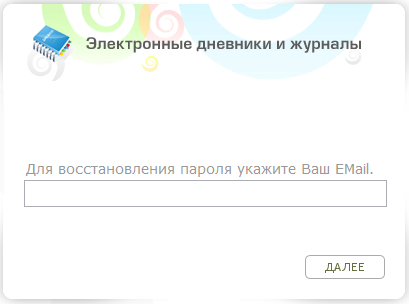 Электронные дневники и журналы
Для восстановления пароля укажите Ваш EMail.
ДАЛЕЕ